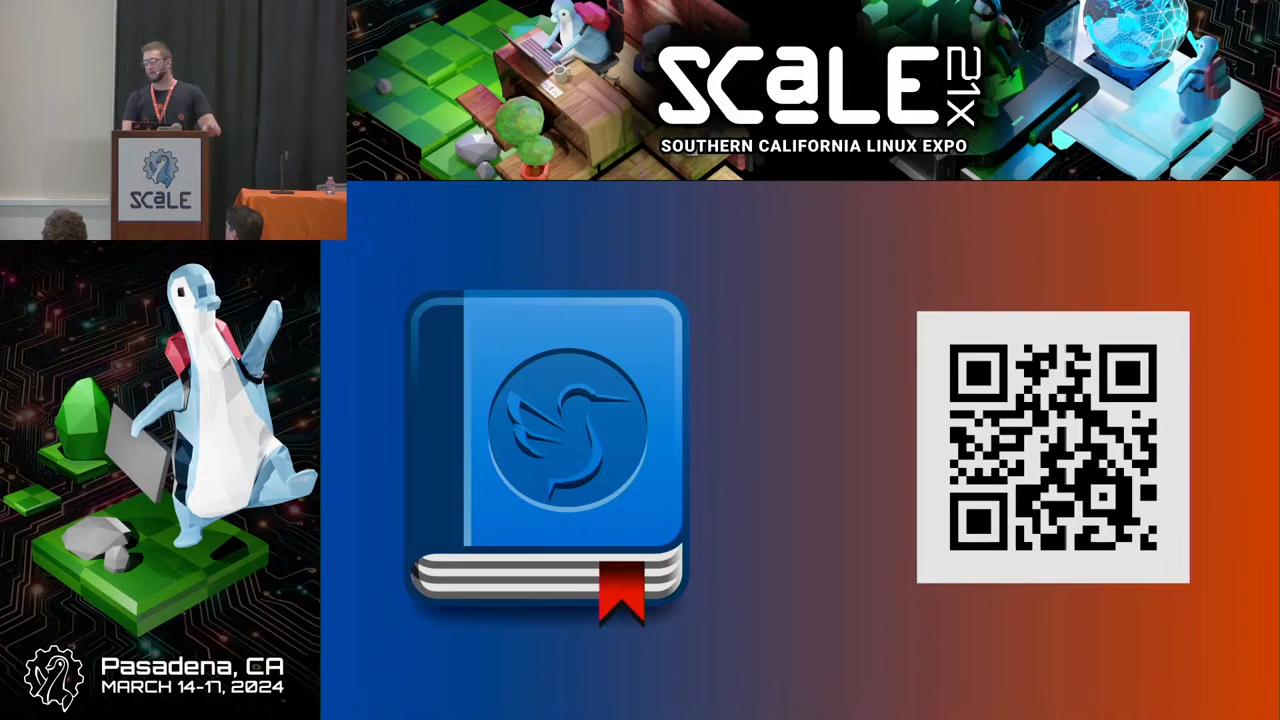 SCALE 21X
SOUTHERN CALIFORNIA LINUX EXPO
SCALE
Pasadena, CA
MARCH 14-17, 2024